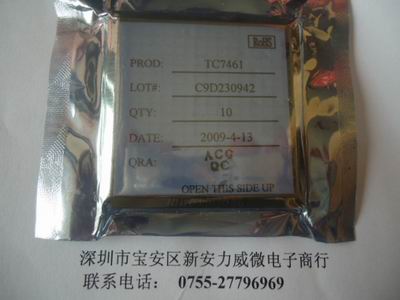 RoHS
PROD: TC7461
LOT#: C9D230942
QTY: 10
DATE: 2009-4-13
QRA: ACG
QC
OPEN THIS SIDE UP
深圳市宝安区新安力威微电子商行
联系电话： 0755-27796969